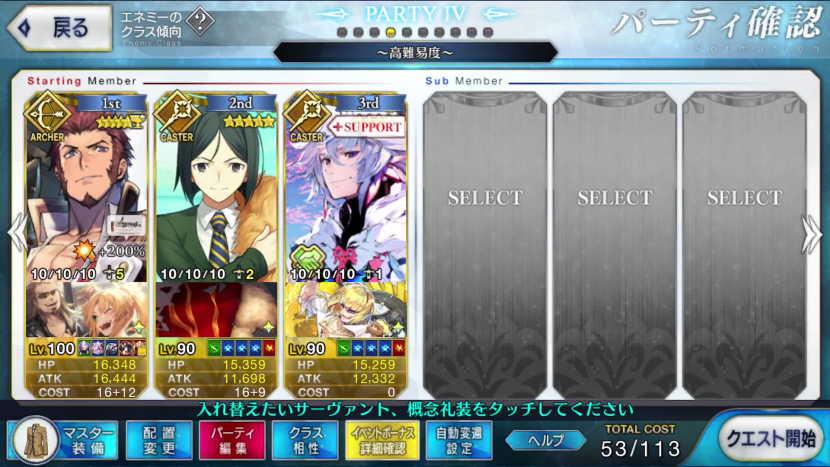 戻る
エネミーの
クラス傾向
Enemy Class
?
PARTY IV
～高難易度～
パーティ確認
Formation
Starting Member
Sub Member
1st
ARCHER
+200%
10/10/10 5
Lv.100
HP 16,348
ATK 16,444
COST 16+12
2nd
CASTER
10/10/10 2
Lv.90
HP 15,359
ATK 11,698
COST 16+9
3rd
CASTER
+SUPPORT
10/10/10 1
Lv.90
HP 15,259
ATK 12,332
COST 0
SELECT
SELECT
SELECT
入れ替えたいサーヴァント、概念礼装をタッチしてください
マスター
装備
配置
変更
パーティ
編集
クラス
相性
イベントボーナス
詳細確認
自動変遷
設定
ヘルプ
TOTAL COST
53/113
クエスト開始